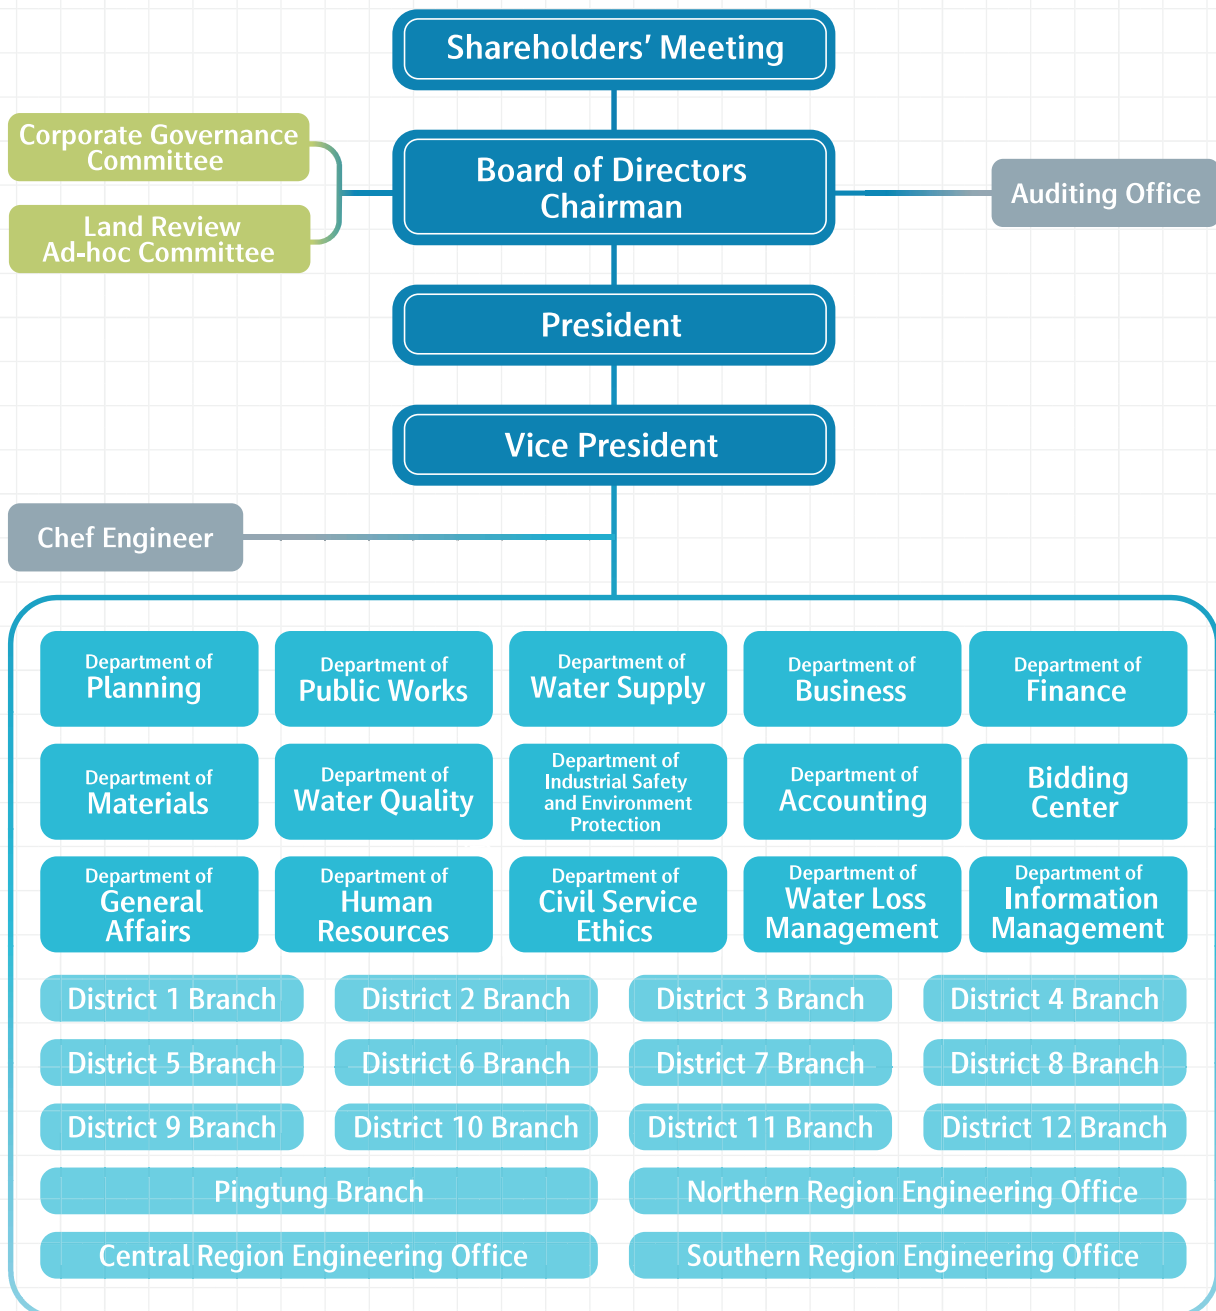 Shareholders' Meeting
Corporate Governance
Committee
Board of Directors
Chairman
Auditing Office
Land Review
Ad-hoc Committee
President
Vice President
Chef Engineer
Department of
Planning
Department of
Public Works
Department of
Water Supply
Department of
Business
Department of
Finance
Department of
Materials
Department of
Water Quality
Department of
Industrial Safety
and Environment
Protection
Department of
Accounting
Bidding
Center
Department of
General
Affairs
Department of
Human
Resources
Department of
Civil Service
Ethics
Department of
Water Loss
Management
Department of
Information
Management
District 1 Branch
District 2 Branch
District 3 Branch
District 4 Branch
District 5 Branch
District 6 Branch
District 7 Branch
District 8 Branch
District 9 Branch
District 10 Branch
District 11 Branch
District 12 Branch
Pingtung Branch
Northern Region Engineering Office
Central Region Engineering Office
Southern Region Engineering Office